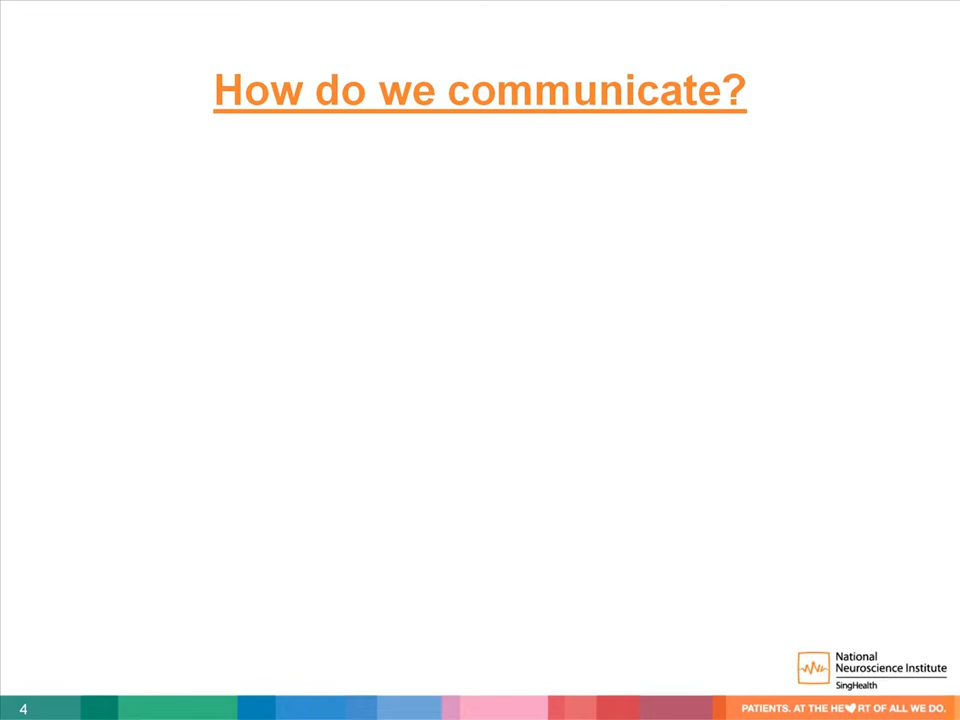 How do we communicate?
National
Neuroscience Institute
SingHealth
4
PATIENTS. AT THE HE♥RT OF ALL WE DO.